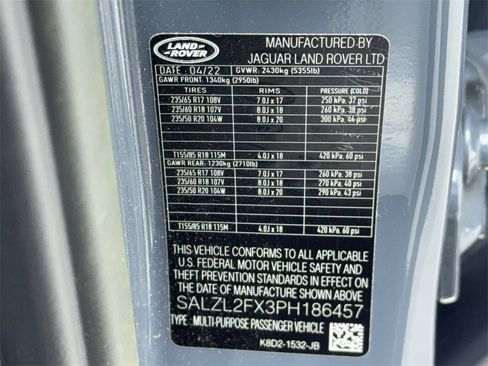 LAND
ROVER
MANUFACTURED BY
JAGUAR LAND ROVER LTD
DATE: 04/22 GVWR: 2430kg (5355lb)
GAWR FRONT: 1340kg (2950lb)
TIRES RIMS PRESSURE (COLD)
235/65 R17 108V 7.0J x 17 250 kPa, 37 psi
235/60 R18 107V 8.0J x 18 260 kPa, 38 psi
235/50 R20 104W 8.0J x 20 300 kPa, 44 psi
T155/85 R18 115M 4.0J x 18 420 kPa, 60 psi
GAWR REAR: 1230kg (2710lb)
235/65 R17 108V 7.0J x 17 260 kPa, 38 psi
235/60 R18 107V 8.0J x 18 270 kPa, 40 psi
235/50 R20 104W 8.0J x 20 290 kPa, 43 psi
T155/85 R18 115M 4.0J x 18 420 kPa, 60 psi
THIS VEHICLE CONFORMS TO ALL APPLICABLE
U.S. FEDERAL MOTOR VEHICLE SAFETY AND
THEFT PREVENTION STANDARDS IN EFFECT ON
THE DATE OF MANUFACTURE SHOWN ABOVE.
SALZL2FX3PH186457
TYPE: MULTI-PURPOSE PASSENGER VEHICLE
K8D2-1532-JB